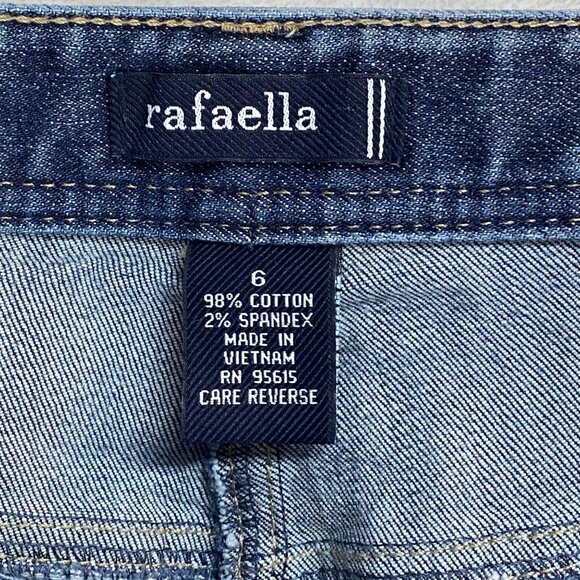 rafaella
6
98% COTTON
2% SPANDEX
MADE IN
VIETNAM
RN 95615
CARE REVERSE